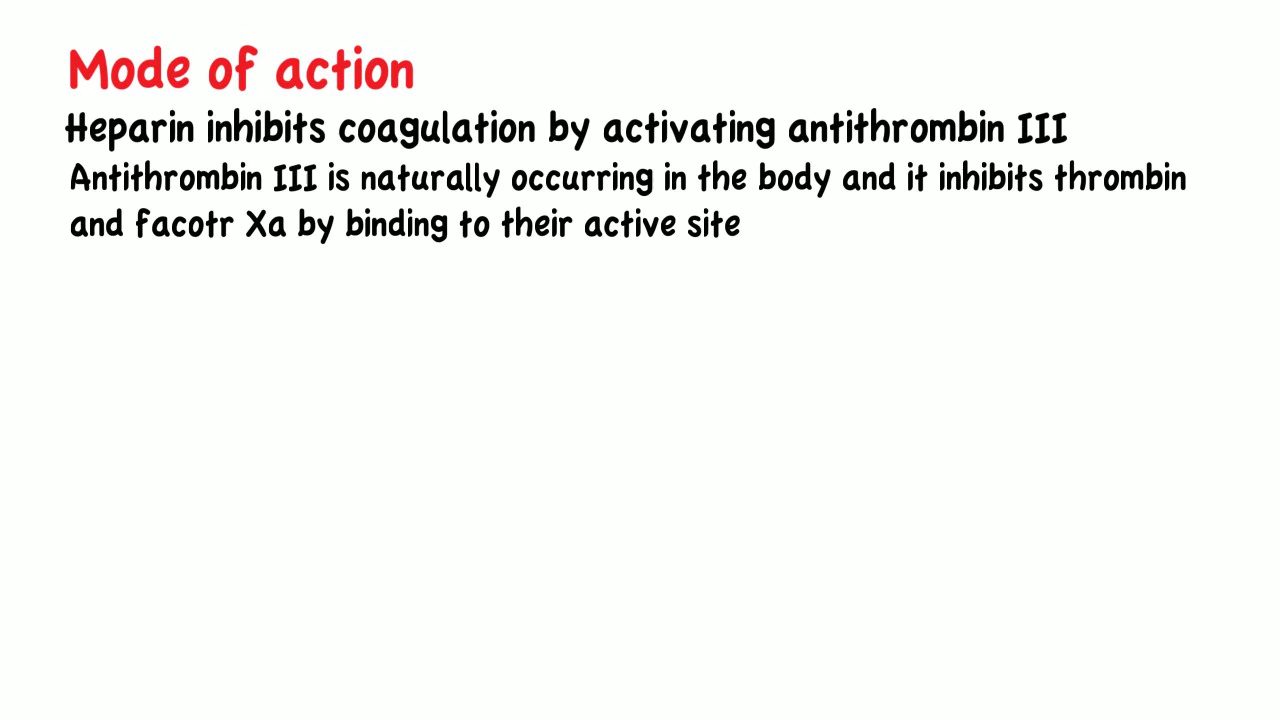 Mode of action
Heparin inhibits coagulation by activating antithrombin III
Antithrombin III is naturally occurring in the body and it inhibits thrombin
and facotr Xa by binding to their active site